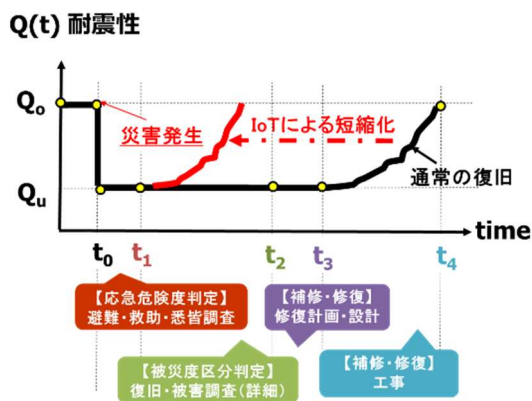 Q(t) 耐震性
Qo
災害発生
IoTによる短縮化
通常の復旧
Qu
time
t0
t1
t2
t3
t4
【応急危険度判定】
避難・救助・悉皆調査
【補修・修復】
修復計画・設計
【被災度区分判定】
復旧・被害調査(詳細)
【補修・修復】
工事